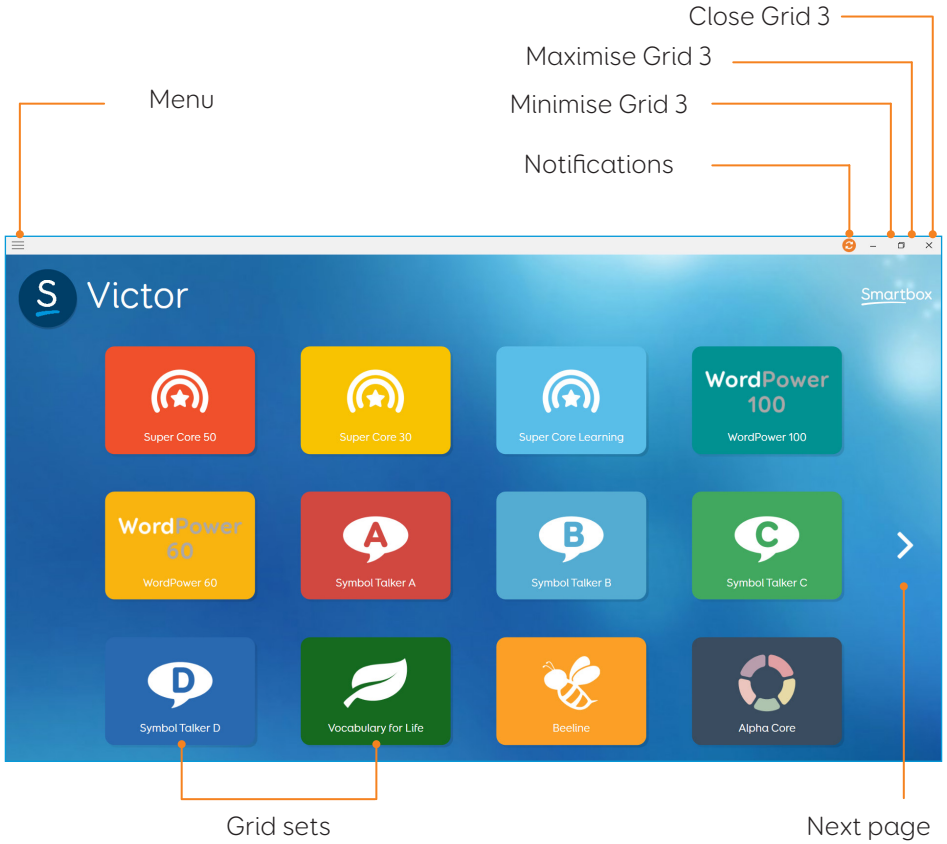 Close Grid 3
Maximise Grid 3
Menu
Minimise Grid 3
Notifications
S Victor
Smartbox
Super Core 50
Super Core 30
Super Core Learning
WordPower
100
WordPower 100
WordPower
60
WordPower 60
A
Symbol Talker A
B
Symbol Talker B
C
Symbol Talker C
D
Symbol Talker D
Vocabulary for Life
Beeline
Alpha Core
Grid sets
Next page